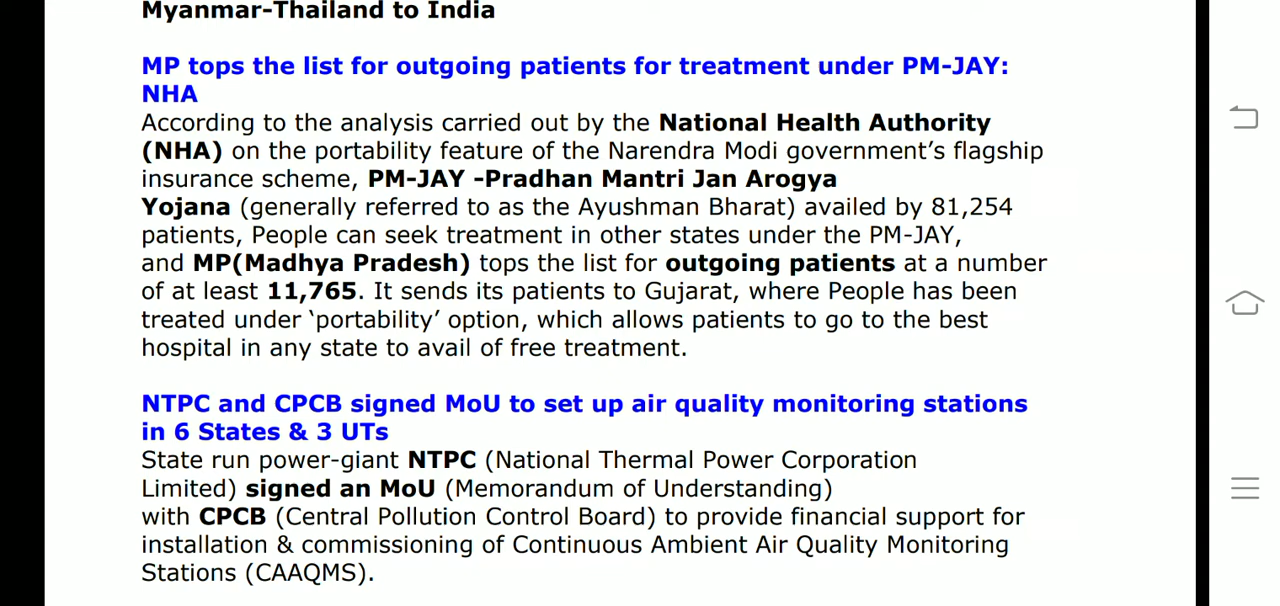 Myanmar-Thailand to India
MP tops the list for outgoing patients for treatment under PM-JAY:
NHA
According to the analysis carried out by the National Health Authority
(NHA) on the portability feature of the Narendra Modi government’s flagship
insurance scheme, PM-JAY -Pradhan Mantri Jan Arogya
Yojana (generally referred to as the Ayushman Bharat) availed by 81,254
patients, People can seek treatment in other states under the PM-JAY,
and MP(Madhya Pradesh) tops the list for outgoing patients at a number
of at least 11,765. It sends its patients to Gujarat, where People has been
treated under ‘portability’ option, which allows patients to go to the best
hospital in any state to avail of free treatment.
NTPC and CPCB signed MoU to set up air quality monitoring stations
in 6 States & 3 UTs
State run power-giant NTPC (National Thermal Power Corporation
Limited) signed an MoU (Memorandum of Understanding)
with CPCB (Central Pollution Control Board) to provide financial support for
installation & commissioning of Continuous Ambient Air Quality Monitoring
Stations (CAAQMS).